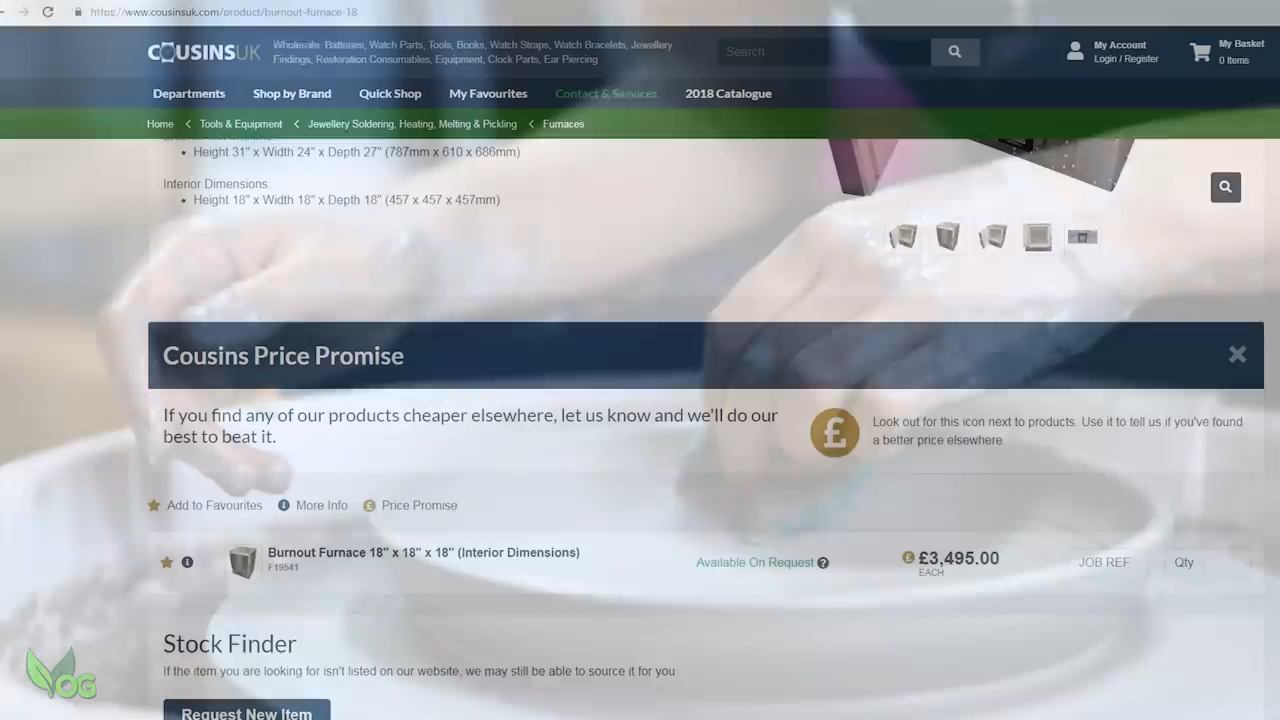 https://www.cousinsuk.com/product/burnout-furnace-18
COUSINSUK
Wholesale Batteries, Watch Parts, Tools, Books, Watch Straps, Watch Bracelets, Jewellery
Findings, Restoration Consumables, Equipment, Clock Parts, Ear Piercing
Search
My Account
Login / Register
My Basket
0 Items
Departments
Shop by Brand
Quick Shop
My Favourites
Contact & Services
2018 Catalogue
Home < Tools & Equipment < Jewellery Soldering, Heating, Melting & Pickling < Furnaces
• Height 31" x Width 24" x Depth 27" (787mm x 610 x 686mm)
Interior Dimensions
• Height 18" x Width 18" x Depth 18" (457 x 457 x 457mm)
Cousins Price Promise
If you find any of our products cheaper elsewhere, let us know and we'll do our
best to beat it.
£
Look out for this icon next to products. Use it to tell us if you've found
a better price elsewhere.
Add to Favourites
More Info
Price Promise
Burnout Furnace 18" x 18" x 18" (Interior Dimensions)
F19541
Available On Request
£3,495.00
EACH
JOB REF
Qty
Stock Finder
If the item you are looking for isn't listed on our website, we may still be able to source it for you
Request New Item
OG